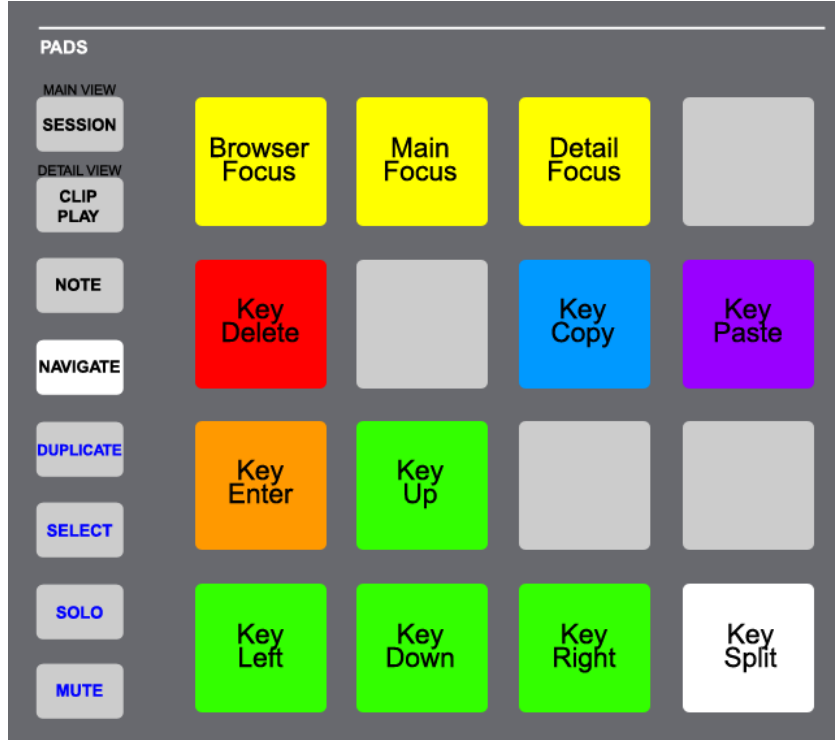 PADS
MAIN VIEW
SESSION
DETAIL VIEW
CLIP
PLAY
NOTE
NAVIGATE
DUPLICATE
SELECT
SOLO
MUTE
Browser
Focus
Main
Focus
Detail
Focus
Key
Delete
Key
Copy
Key
Paste
Key
Enter
Key
Up
Key
Left
Key
Down
Key
Right
Key
Split